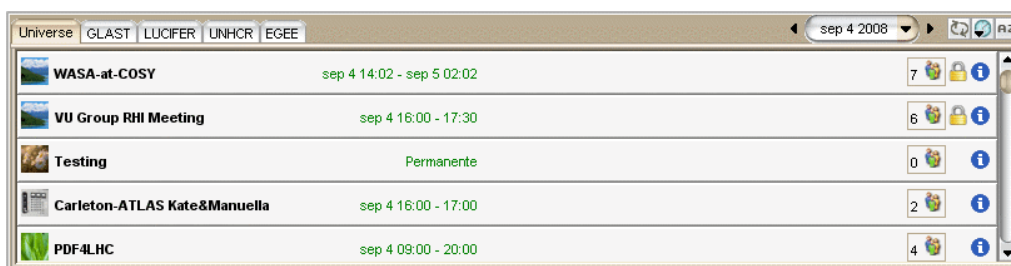 Universe GLAST LUCIFER UNHCR EGEE sep 4 2008 AZ
WASA-at-COSY sep 4 14:02 - sep 5 02:02 7
VU Group RHI Meeting sep 4 16:00 - 17:30 6
Testing Permanente 0
Carleton-ATLAS Kate&Manuella sep 4 16:00 - 17:00 2
PDF4LHC sep 4 09:00 - 20:00 4